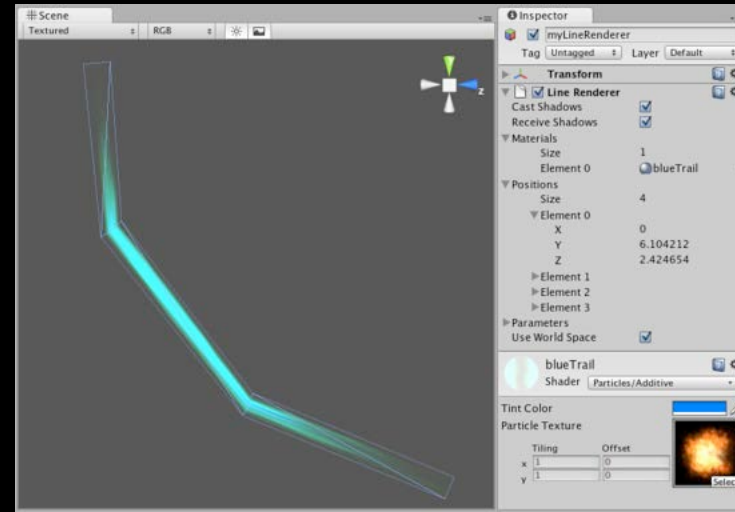 Scene
Textured RGB
z
Inspector
myLineRenderer
Tag Untagged Layer Default
Transform
Line Renderer
Cast Shadows
Receive Shadows
Materials
Size 1
Element 0 blueTrail
Positions
Size 4
Element 0
X 0
Y 6.104212
Z 2.424654
Element 1
Element 2
Element 3
Parameters
Use World Space
blueTrail
Shader Particles/Additive
Tint Color
Particle Texture
Tiling Offset
x 1 0
y 1 0
Selec